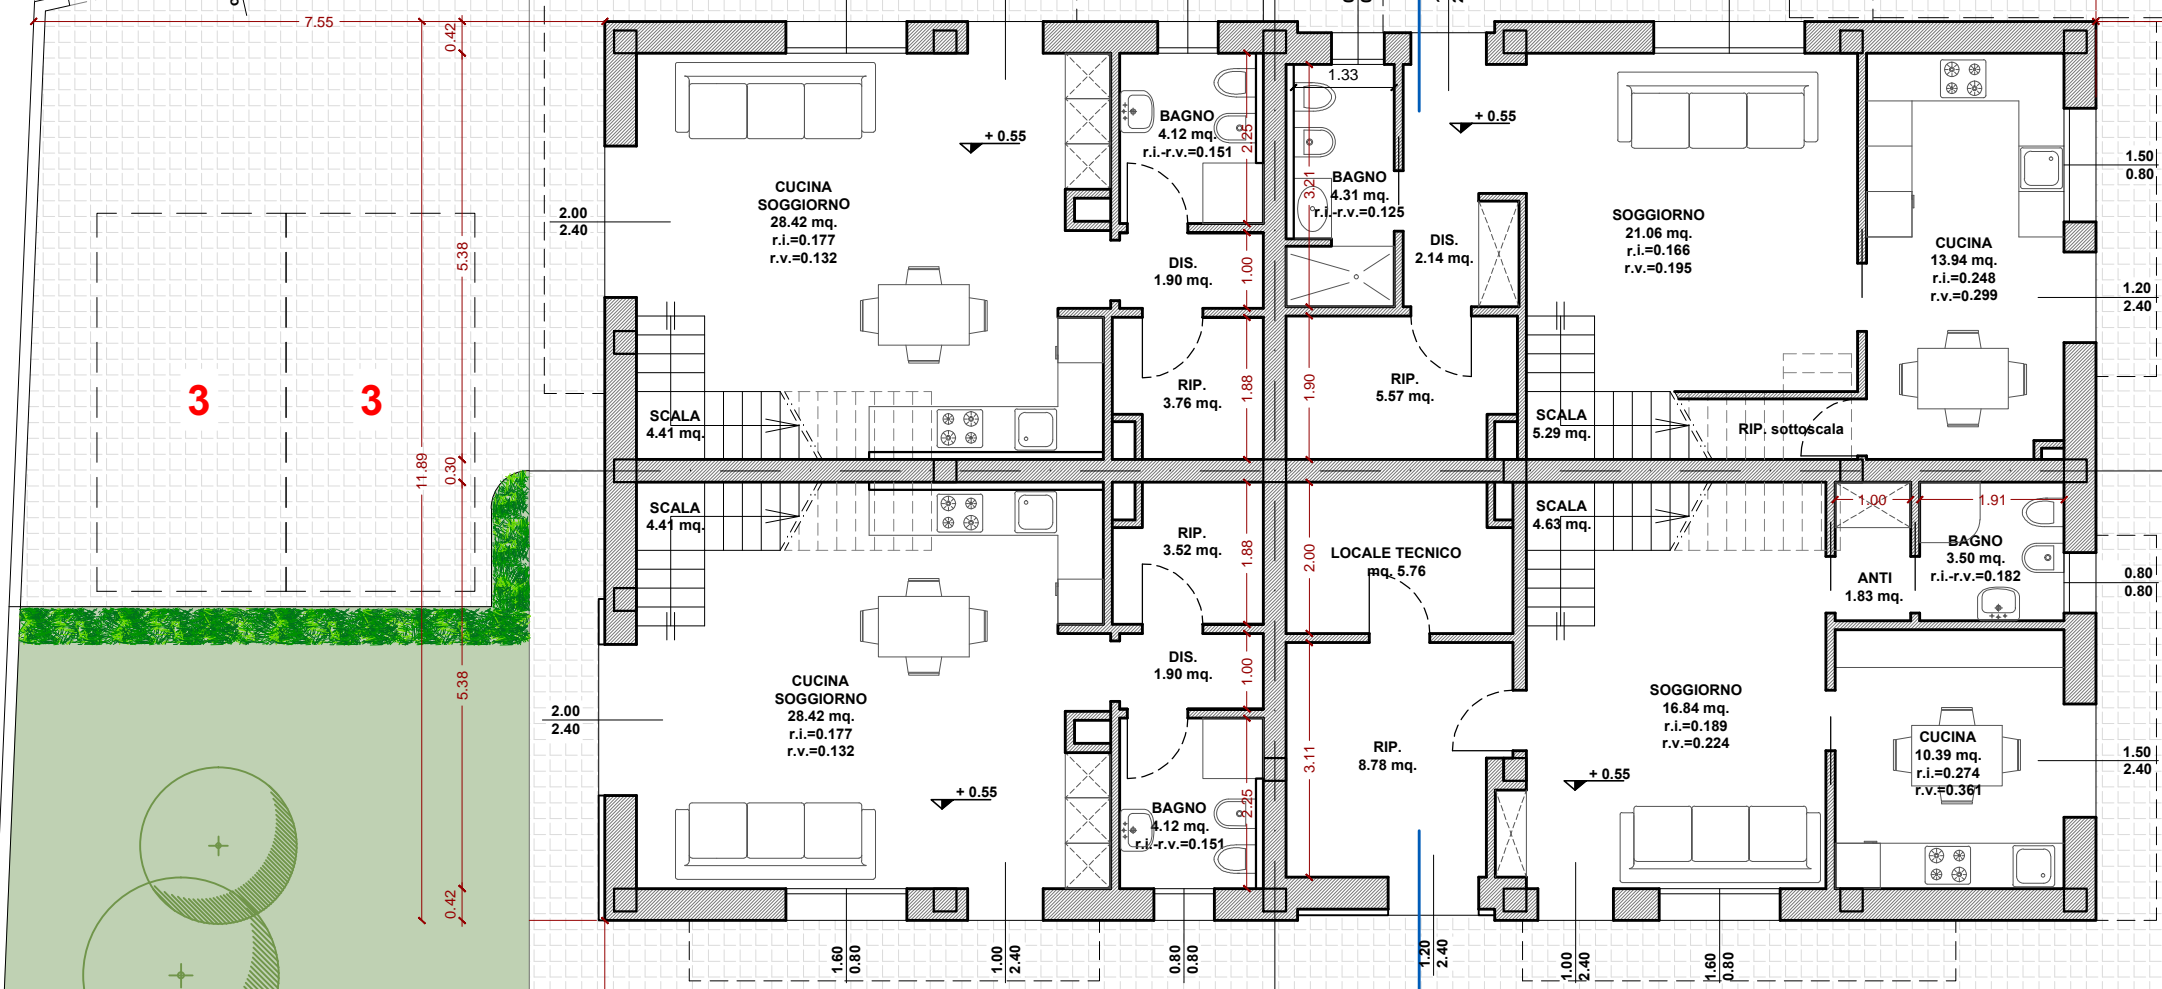 7.55
0.42
5.38
11.89
0.30
5.38
0.42
3
3
2.00
2.40
CUCINA
SOGGIORNO
28.42 mq.
r.i.=0.177
r.v.=0.132
+ 0.55
BAGNO
4.12 mq.
r.i.-r.v.=0.151
2.25
DIS.
1.90 mq.
1.00
RIP.
3.76 mq.
1.88
SCALA
4.41 mq.
1.33
BAGNO
4.31 mq.
r.i.-r.v.=0.125
3.21
+ 0.55
DIS.
2.14 mq.
RIP.
5.57 mq.
1.90
SOGGIORNO
21.06 mq.
r.i.=0.166
r.v.=0.195
CUCINA
13.94 mq.
r.i.=0.248
r.v.=0.299
SCALA
5.29 mq.
RIP. sottoscala
1.50
0.80
1.20
2.40
SCALA
4.41 mq.
RIP.
3.52 mq.
1.88
DIS.
1.90 mq.
1.00
2.00
2.40
CUCINA
SOGGIORNO
28.42 mq.
r.i.=0.177
r.v.=0.132
+ 0.55
BAGNO
4.12 mq.
r.i.-r.v.=0.151
2.25
LOCALE TECNICO
mq. 5.76
2.00
RIP.
8.78 mq.
3.11
SCALA
4.63 mq.
1.00
1.91
BAGNO
3.50 mq.
r.i.-r.v.=0.182
ANTI
1.83 mq.
0.80
0.80
SOGGIORNO
16.84 mq.
r.i.=0.189
r.v.=0.224
+ 0.55
CUCINA
10.39 mq.
r.i.=0.274
r.v.=0.361
1.50
2.40
1.60
0.80
1.00
2.40
0.80
0.80
1.20
2.40
1.00
2.40
1.60
0.80